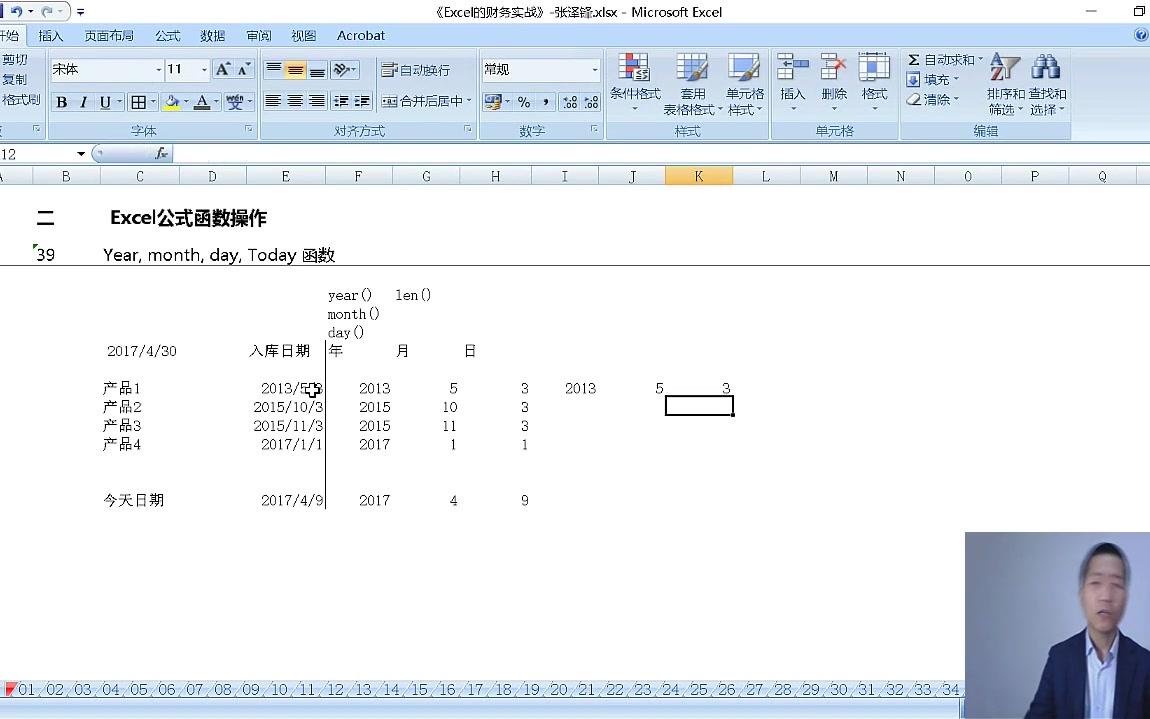 《Excel的财务实战》-张泽锋.xlsx - Microsoft Excel
开始 插入 页面布局 公式 数据 审阅 视图 Acrobat
剪切 宋体 11 A A 自动换行 常规 条件格式 套用 表格格式 单元格 样式 插入 删除 格式 Σ 自动求和 排序和 筛选 查找和 选择
复制 填充
格式刷 B I U A 变 合并后居中 % , 清除
字体 对齐方式 数字 样式 单元格 编辑
12 fx
A B C D E F G H I J K L M N O P Q
二 Excel公式函数操作
39 Year, month, day, Today 函数
year() len()
month()
day()
2017/4/30 入库日期 年 月 日
产品1 2013/5/3 2013 5 3 2013 5 3
产品2 2015/10/3 2015 10 3
产品3 2015/11/3 2015 11 3
产品4 2017/1/1 2017 1 1
今天日期 2017/4/9 2017 4 9
01 02 03 04 05 06 07 08 09 10 11 12 13 14 15 16 17 18 19 20 21 22 23 24 25 26 27 28 29 30 31 32 33 34